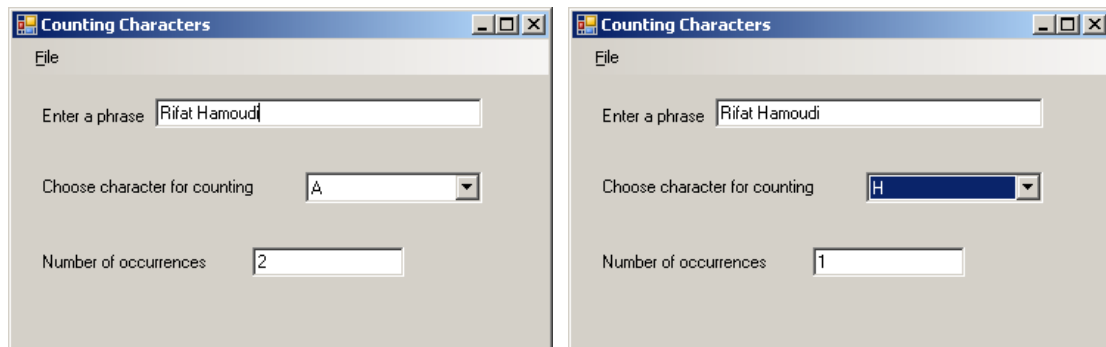 Counting Characters
File
Enter a phrase Rifat Hamoudi
Choose character for counting A
Number of occurrences 2
Counting Characters
File
Enter a phrase Rifat Hamoudi
Choose character for counting H
Number of occurrences 1